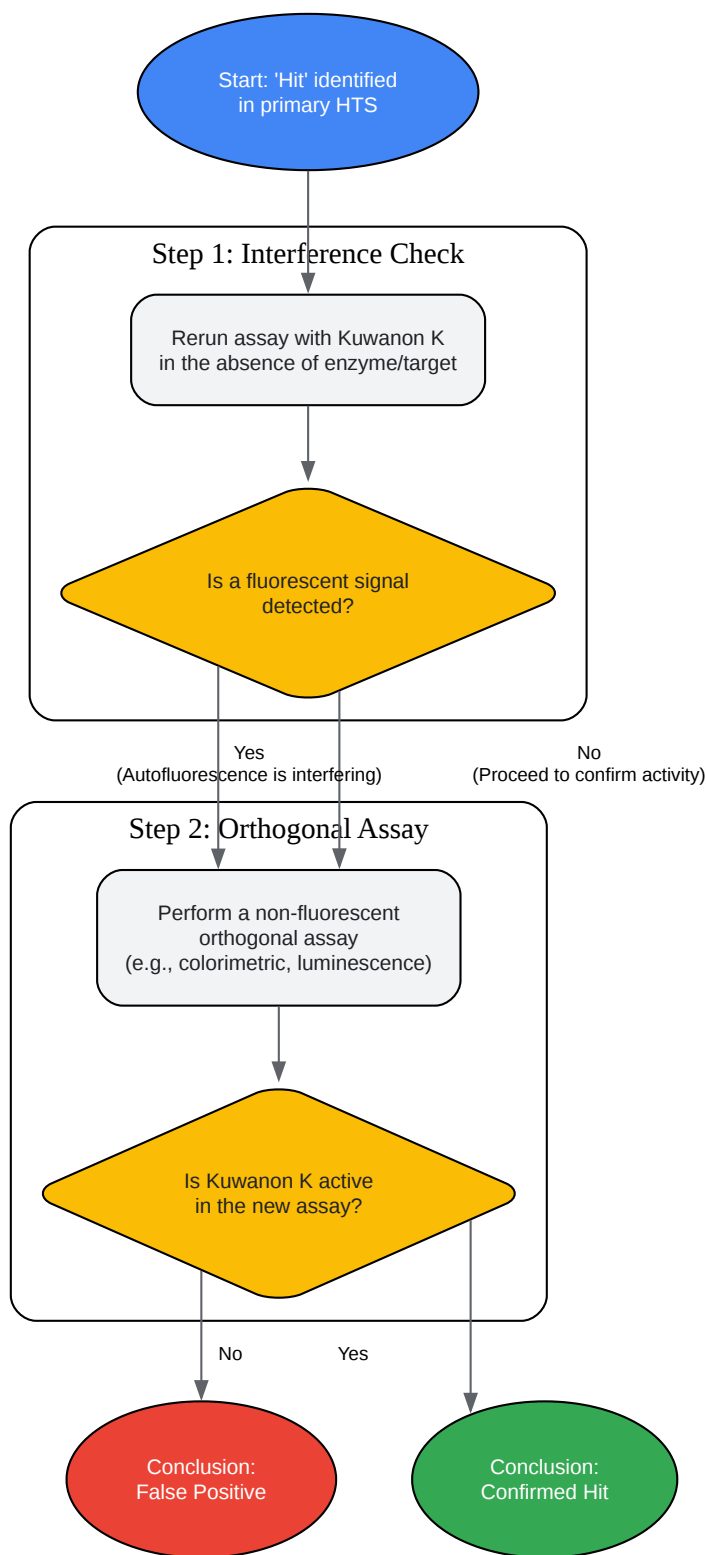 Start: 'Hit' identified
in primary HTS
Step 1: Interference Check
Rerun assay with Kuwanon K
in the absence of enzyme/target
Is a fluorescent signal
detected?
Yes
(Autofluorescence is interfering)
No
(Proceed to confirm activity)
Step 2: Orthogonal Assay
Perform a non-fluorescent
orthogonal assay
(e.g., colorimetric, luminescence)
Is Kuwanon K active
in the new assay?
No
Yes
Conclusion:
False Positive
Conclusion:
Confirmed Hit